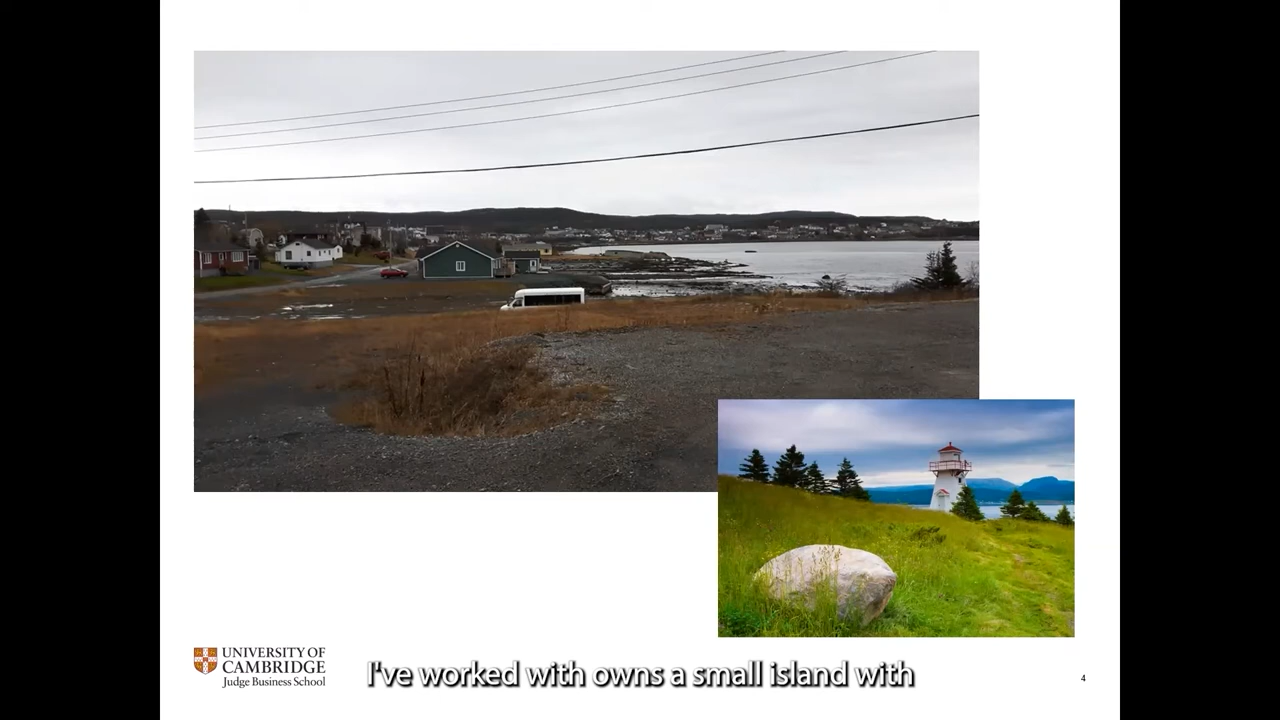 UNIVERSITY OF
CAMBRIDGE
Judge Business School
I've worked with owns a small island with
4